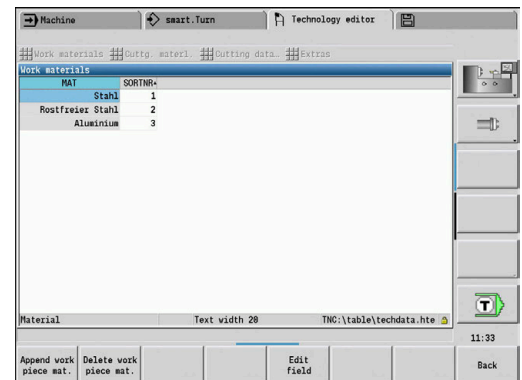 Machine
smart.Turn
Technology editor
Work materials
Cuttg. materl.
Cutting data…
Extras
Work materials
MAT SORTNR
Stahl 1
Rostfreier Stahl 2
Aluminium 3
Material Text width 20 TNC:\table\techdata.hte
T
11:33
Append work piece mat.
Delete work piece mat.
Edit field
Back